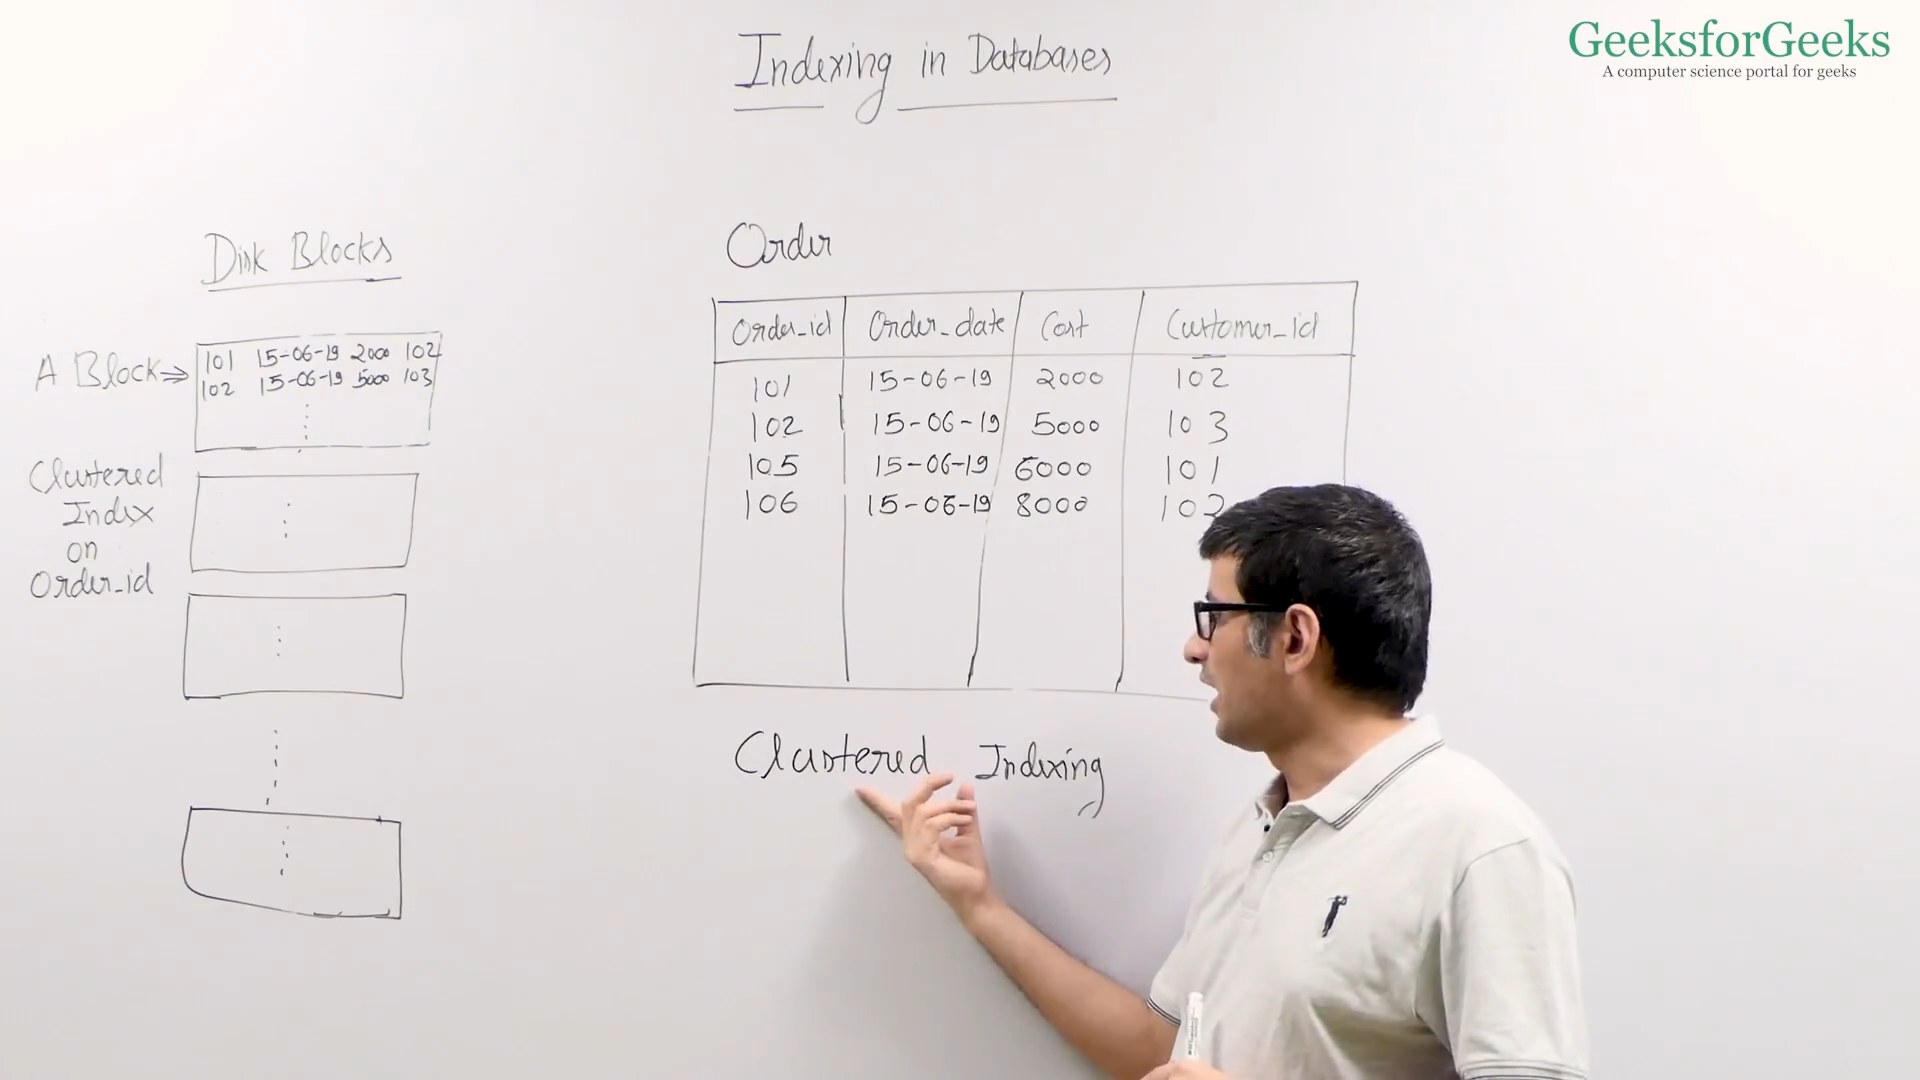 GeeksforGeeks
A computer science portal for geeks
Indexing in Databases
Disk Blocks
A Block
101 15-06-19 2000 102
102 15-06-19 5000 103
Clustered
Index
on
Order_id
Order
Order_id Order_date Cost Customer_id
101 15-06-19 2000 102
102 15-06-19 5000 103
105 15-06-19 6000 101
106 15-06-19 8000 102
Clustered Indexing